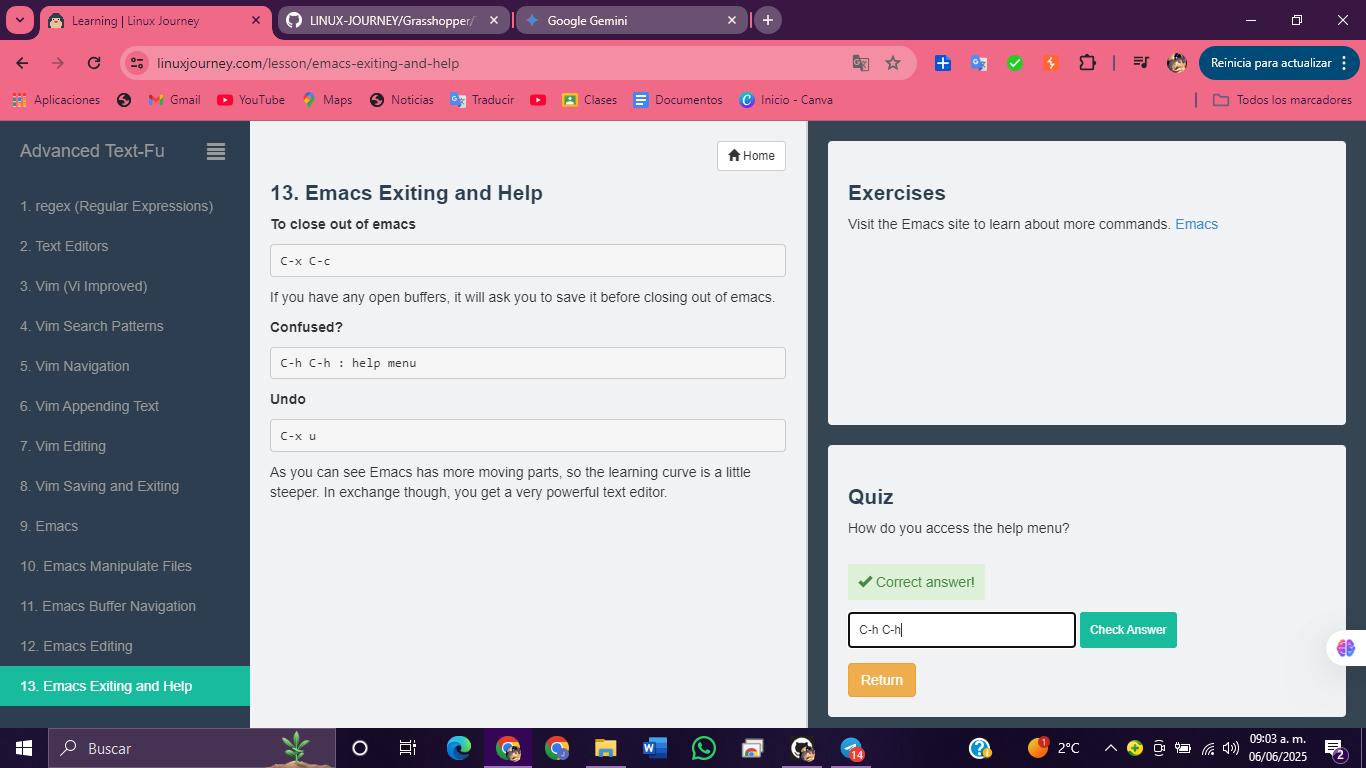 Learning | Linux Journey
LINUX-JOURNEY/Grasshopper/
Google Gemini
linuxjourney.com/lesson/emacs-exiting-and-help
Reinicia para actualizar
Aplicaciones
Gmail
YouTube
Maps
Noticias
Traducir
Clases
Documentos
Inicio - Canva
Todos los marcadores
Advanced Text-Fu
1. regex (Regular Expressions)
2. Text Editors
3. Vim (Vi Improved)
4. Vim Search Patterns
5. Vim Navigation
6. Vim Appending Text
7. Vim Editing
8. Vim Saving and Exiting
9. Emacs
10. Emacs Manipulate Files
11. Emacs Buffer Navigation
12. Emacs Editing
13. Emacs Exiting and Help
Home
13. Emacs Exiting and Help
To close out of emacs
C-x C-c
If you have any open buffers, it will ask you to save it before closing out of emacs.
Confused?
C-h C-h : help menu
Undo
C-x u
As you can see Emacs has more moving parts, so the learning curve is a little
steeper. In exchange though, you get a very powerful text editor.
Exercises
Visit the Emacs site to learn about more commands. Emacs
Quiz
How do you access the help menu?
Correct answer!
C-h C-h
Check Answer
Return
Buscar
14
1
2°C
09:03 a. m.
06/06/2025
2